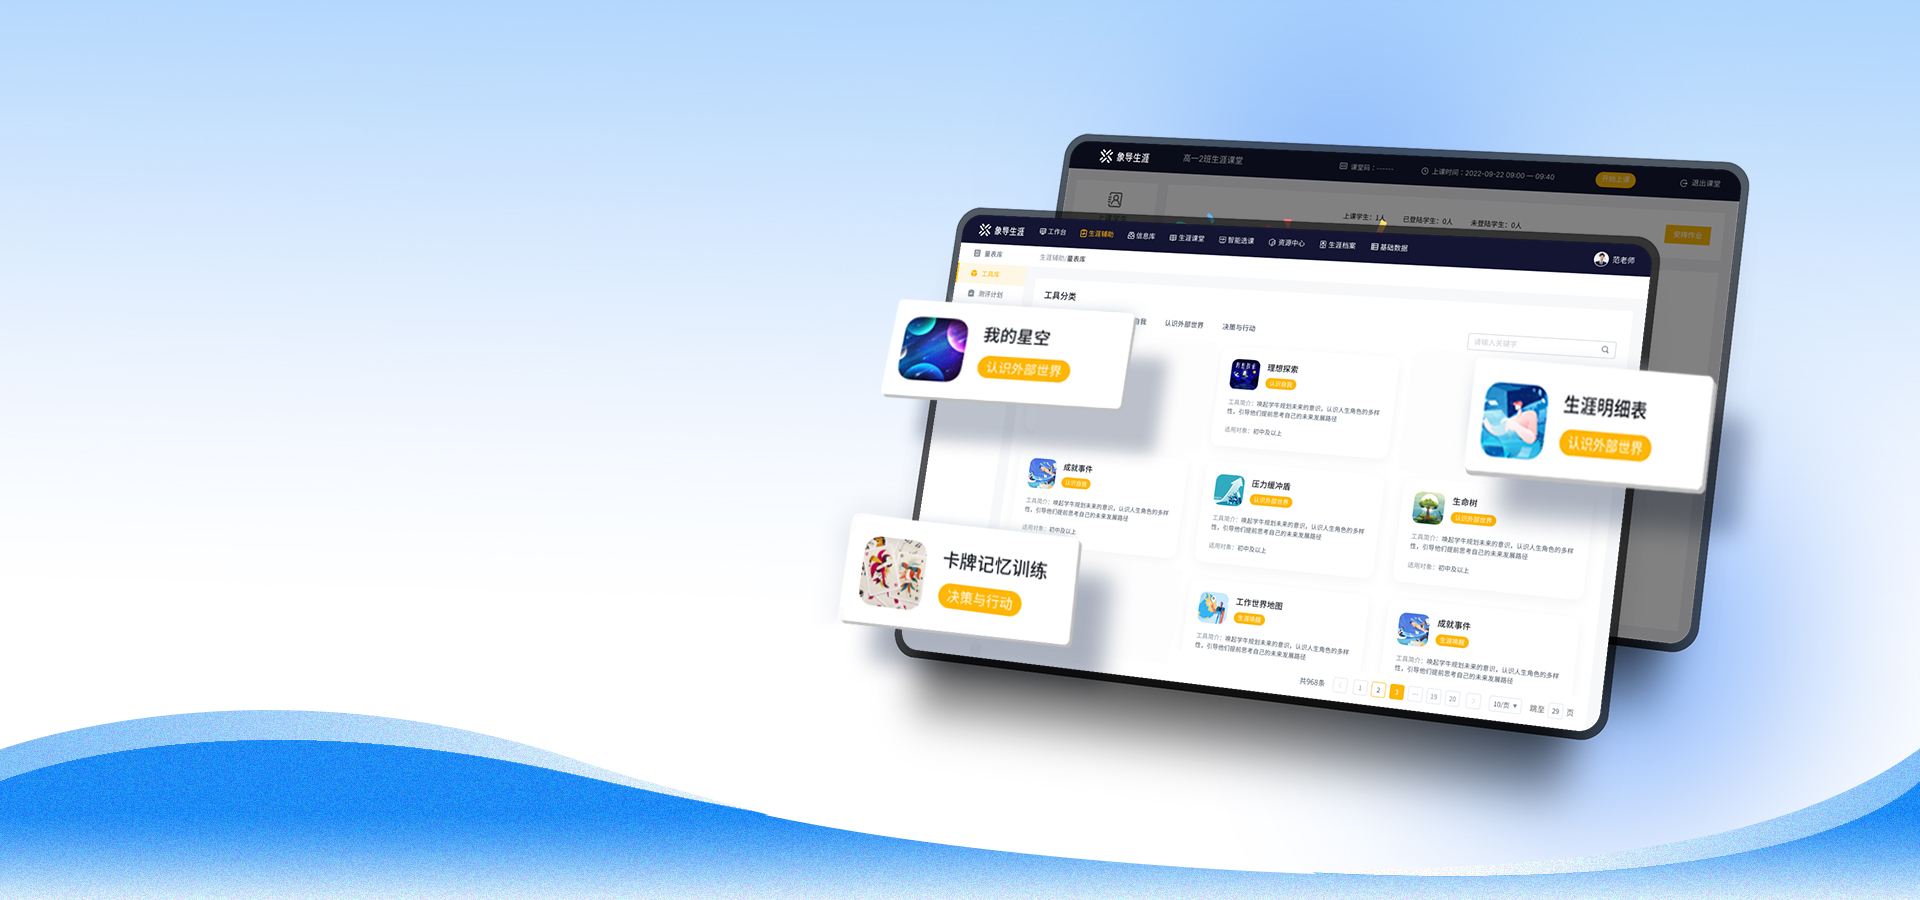 象导生涯
高一2班生涯课堂
课堂码：------
上课时间：2022-09-22 09:00 — 09:40
开始上课
退出课堂
上课学生：1人
已登陆学生：0人
未登陆学生：0人
安排作业
象导生涯
工作台
生涯辅助
信息库
生涯课堂
智能选课
资源中心
生涯档案
基础数据
范老师
量表库
工具库
测评计划
生涯辅助/量表库
工具分类
自我
认识外部世界
决策与行动
请输入关键字
我的星空
认识外部世界
理想探索
认识自我
工具简介：唤起学生规划未来的意识，认识人生角色的多样
性，引导他们提前思考自己的未来发展路径
适用对象：初中及以上
生涯明细表
认识外部世界
成就事件
认识自我
工具简介：唤起学生规划未来的意识，认识人生角色的多样
性，引导他们提前思考自己的未来发展路径
适用对象：初中及以上
压力缓冲盾
认识外部世界
工具简介：唤起学生规划未来的意识，认识人生角色的多样
性，引导他们提前思考自己的未来发展路径
适用对象：初中及以上
生命树
认识外部世界
工具简介：唤起学生规划未来的意识，认识人生角色的多样
性，引导他们提前思考自己的未来发展路径
适用对象：初中及以上
卡牌记忆训练
决策与行动
工作世界地图
生涯唤醒
工具简介：唤起学生规划未来的意识，认识人生角色的多样
性，引导他们提前思考自己的未来发展路径
成就事件
生涯唤醒
工具简介：唤起学生规划未来的意识，认识人生角色的多样
性，引导他们提前思考自己的未来发展路径
共968条
1
2
3
···
19
20
10/页
跳至 29 页